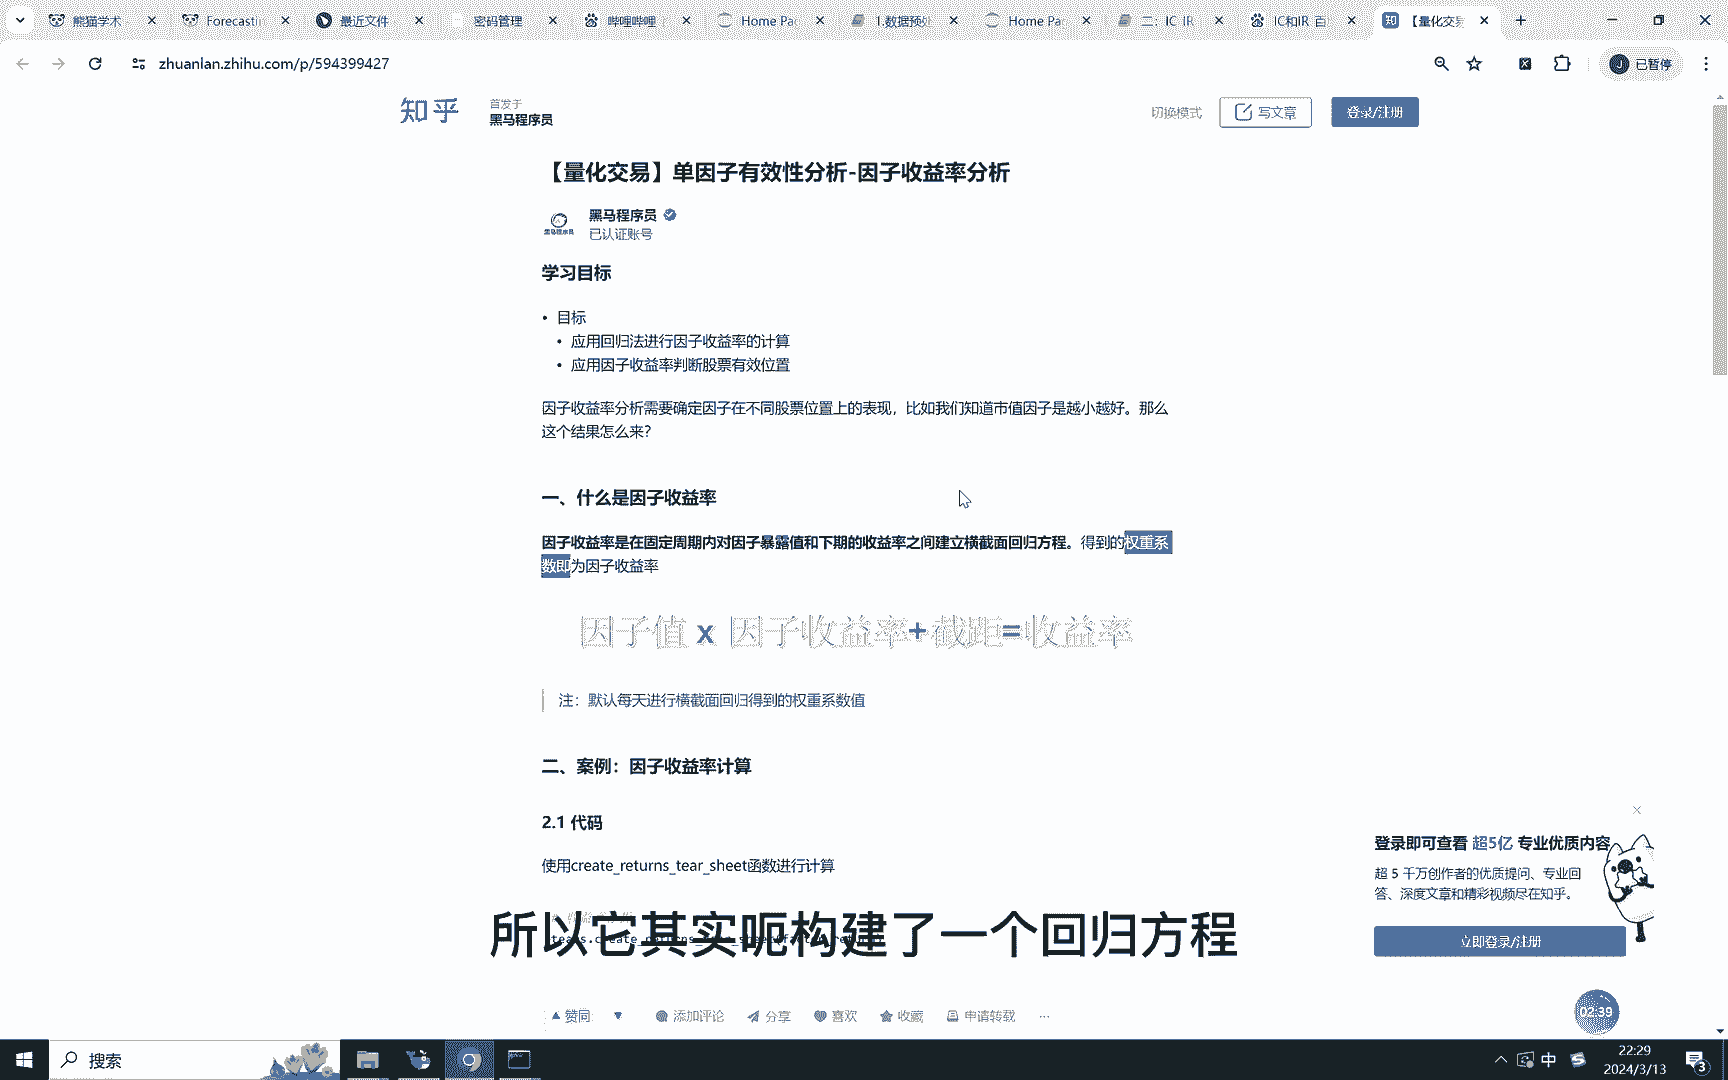 熊猫学术
Forecastin
最近文件
密码管理
哔哩哔哩
Home Pag
1.数据预处
Home Pag
二：IC IR
IC和IR 百
【量化交易
zhuanlan.zhihu.com/p/594399427
已暂停
知乎
首发于
黑马程序员
切换模式
写文章
登录/注册
【量化交易】单因子有效性分析-因子收益率分析
黑马程序员
已认证账号
学习目标
• 目标
• 应用回归法进行因子收益率的计算
• 应用因子收益率判断股票有效位置
因子收益率分析需要确定因子在不同股票位置上的表现，比如我们知道市值因子是越小越好。那么
这个结果怎么来？
一、什么是因子收益率
因子收益率是在固定周期内对因子暴露值和下期的收益率之间建立横截面回归方程。得到的权重系
数即为因子收益率
因子值 x 因子收益率+截距=收益率
注：默认每天进行横截面回归得到的权重系数值
二、案例：因子收益率计算
2.1 代码
使用create_returns_tear_sheet函数进行计算
所以它其实呃构建了一个回归方程
登录即可查看 超5亿 专业优质内容
超 5 千万创作者的优质提问、专业回
答、深度文章和精彩视频尽在知乎。
立即登录/注册
赞同
添加评论
分享
喜欢
收藏
申请转载
···
02:39
搜索
中
22:29
2024/3/13
3